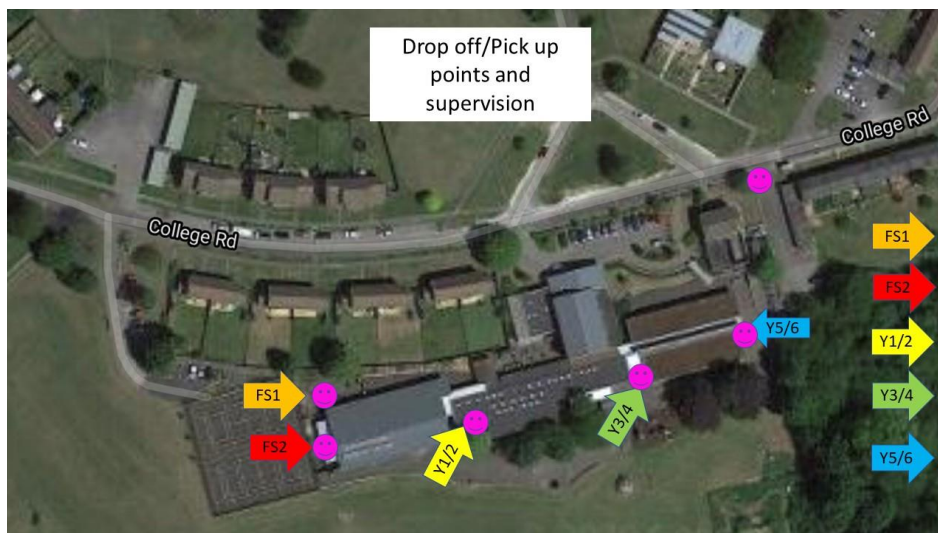 Drop off/Pick up
points and
supervision
College Rd
College Rd
FS1
FS2
Y5/6
Y1/2
FS1
Y3/4
Y3/4
FS2
Y1/2
Y5/6